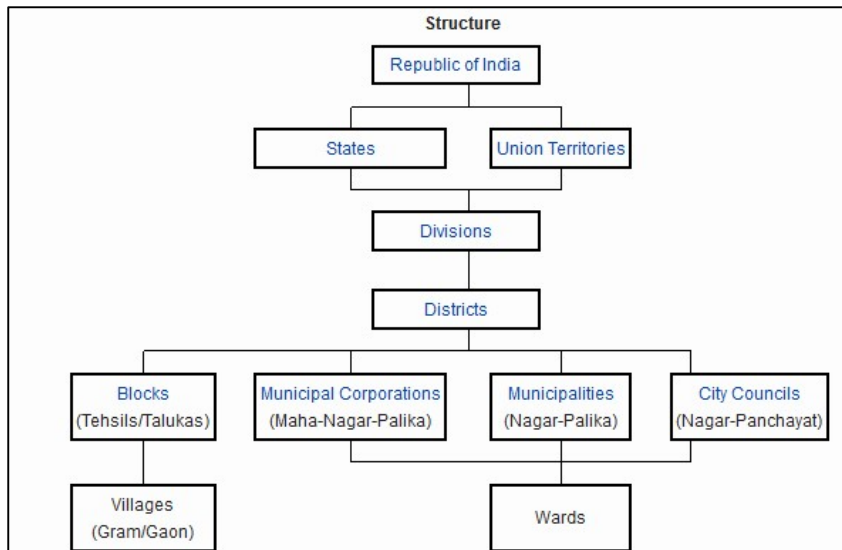 Structure
Republic of India
States
Union Territories
Divisions
Districts
Blocks
(Tehsils/Talukas)
Municipal Corporations
(Maha-Nagar-Palika)
Municipalities
(Nagar-Palika)
City Councils
(Nagar-Panchayat)
Villages
(Gram/Gaon)
Wards